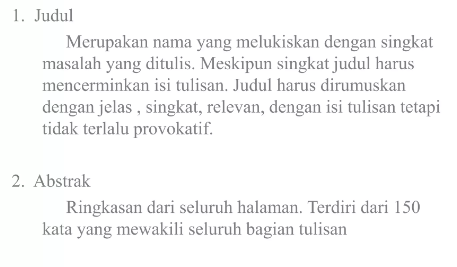 1. Judul
Merupakan nama yang melukiskan dengan singkat
masalah yang ditulis. Meskipun singkat judul harus
mencerminkan isi tulisan. Judul harus dirumuskan
dengan jelas , singkat, relevan, dengan isi tulisan tetapi
tidak terlalu provokatif.
2. Abstrak
Ringkasan dari seluruh halaman. Terdiri dari 150
kata yang mewakili seluruh bagian tulisan